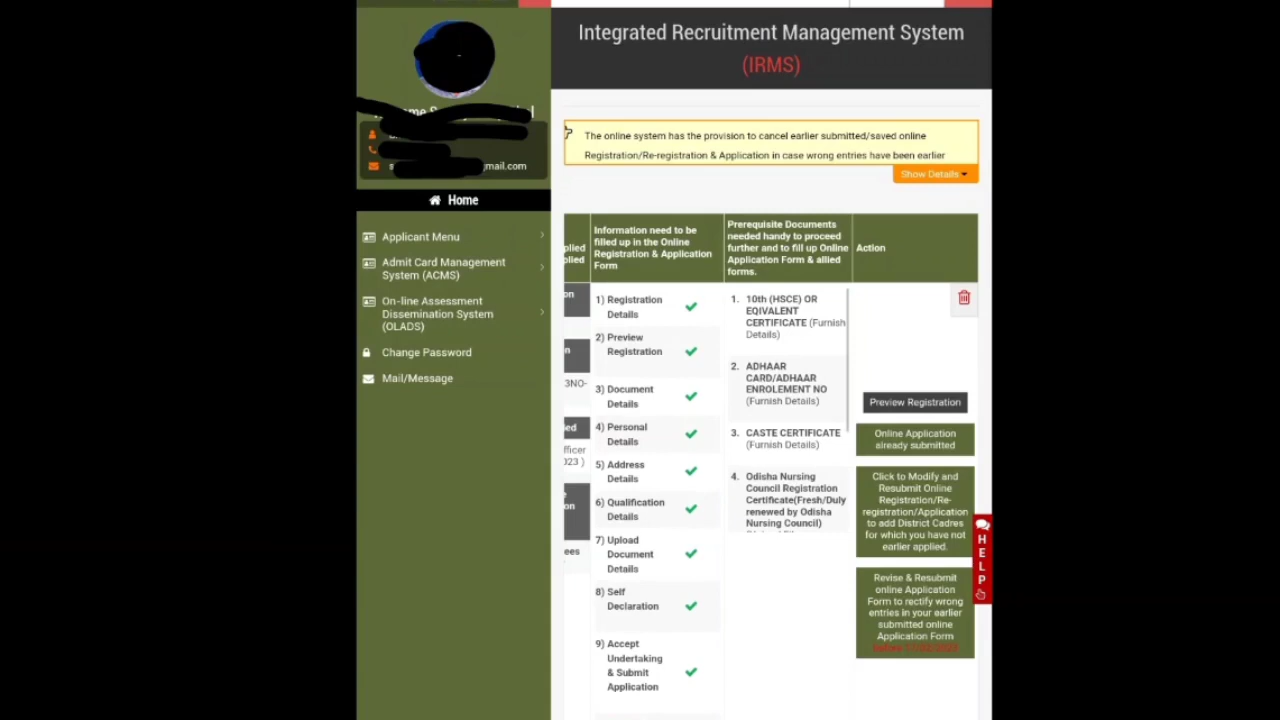 Integrated Recruitment Management System
(IRMS)
mail.com
Home
Applicant Menu
Admit Card Management
System (ACMS)
On-line Assessment
Dissemination System
(OLADS)
Change Password
Mail/Message
The online system has the provision to cancel earlier submitted/saved online
Registration/Re-registration & Application in case wrong entries have been earlier
Show Details
plied
plied
Information need to be
filled up in the Online
Registration & Application
Form
Prerequisite Documents
needed handy to proceed
further and to fill up Online
Application Form & allied
forms.
Action
on
n
3NO-
ed
fficer
023 )
on
ees
1) Registration
Details
2) Preview
Registration
3) Document
Details
4) Personal
Details
5) Address
Details
6) Qualification
Details
7) Upload
Document
Details
8) Self
Declaration
9) Accept
Undertaking
& Submit
Application
1. 10th (HSCE) OR
EQIVALENT
CERTIFICATE (Furnish
Details)
2. ADHAAR
CARD/ADHAAR
ENROLEMENT NO
(Furnish Details)
3. CASTE CERTIFICATE
(Furnish Details)
4. Odisha Nursing
Council Registration
Certificate(Fresh/Duly
renewed by Odisha
Nursing Council)
Preview Registration
Online Application
already submitted
Click to Modify and
Resubmit Online
Registration/Re-
registration/Application
to add District Cadres
for which you have not
earlier applied.
Revise & Resubmit
online Application
Form to rectify wrong
entries in your earlier
submitted online
Application Form
H
E
L
P